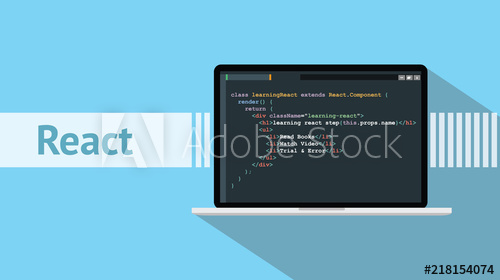 React
class learningReact extends React.Component {
render() {
return (
<div className="learning-react">
<h1>learning react step{this.props.name}</h1>
<ul>
<li>Read Books</li>
<li>Watch Video</li>
<li>Trial & Error</li>
</ul>
</div>
);
}
}
Adobe Stock
#218154074